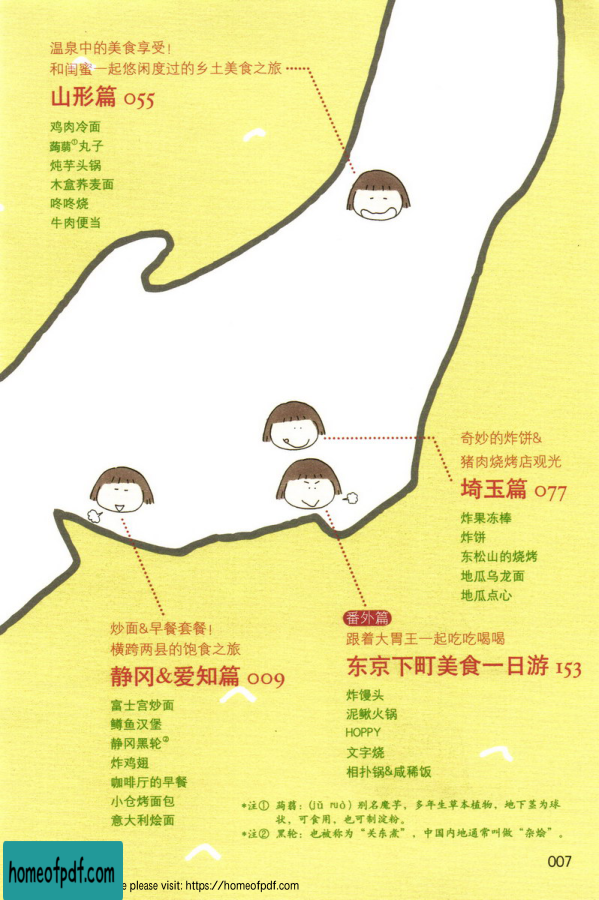 温泉中的美食享受!
和闺蜜一起悠闲度过的乡土美食之旅
山形篇 055
鸡肉冷面
蒟蒻①丸子
炖芋头锅
木盒荞麦面
咚咚烧
牛肉便当
奇妙的炸饼&
猪肉烧烤店观光
埼玉篇 077
炸果冻棒
炸饼
东松山的烧烤
地瓜乌龙面
地瓜点心
炒面&早餐套餐!
横跨两县的饱食之旅
静冈&爱知篇 009
富士宫炒面
鳟鱼汉堡
静冈黑轮②
炸鸡翅
咖啡厅的早餐
小仓烤面包
意大利烩面
番外篇
跟着大胃王一起吃吃喝喝
东京下町美食一日游 153
炸馒头
泥鳅火锅
HOPPY
文字烧
相扑锅&咸稀饭
*注① 蒟蒻：(jǔ ruò) 别名魔芋，多年生草本植物，地下茎为球
状，可食用，也可制淀粉。
*注② 黑轮：也被称为“关东煮”，中国内地通常叫做“杂烩”。
007
homeofpdf.com
e please visit: https://homeofpdf.com